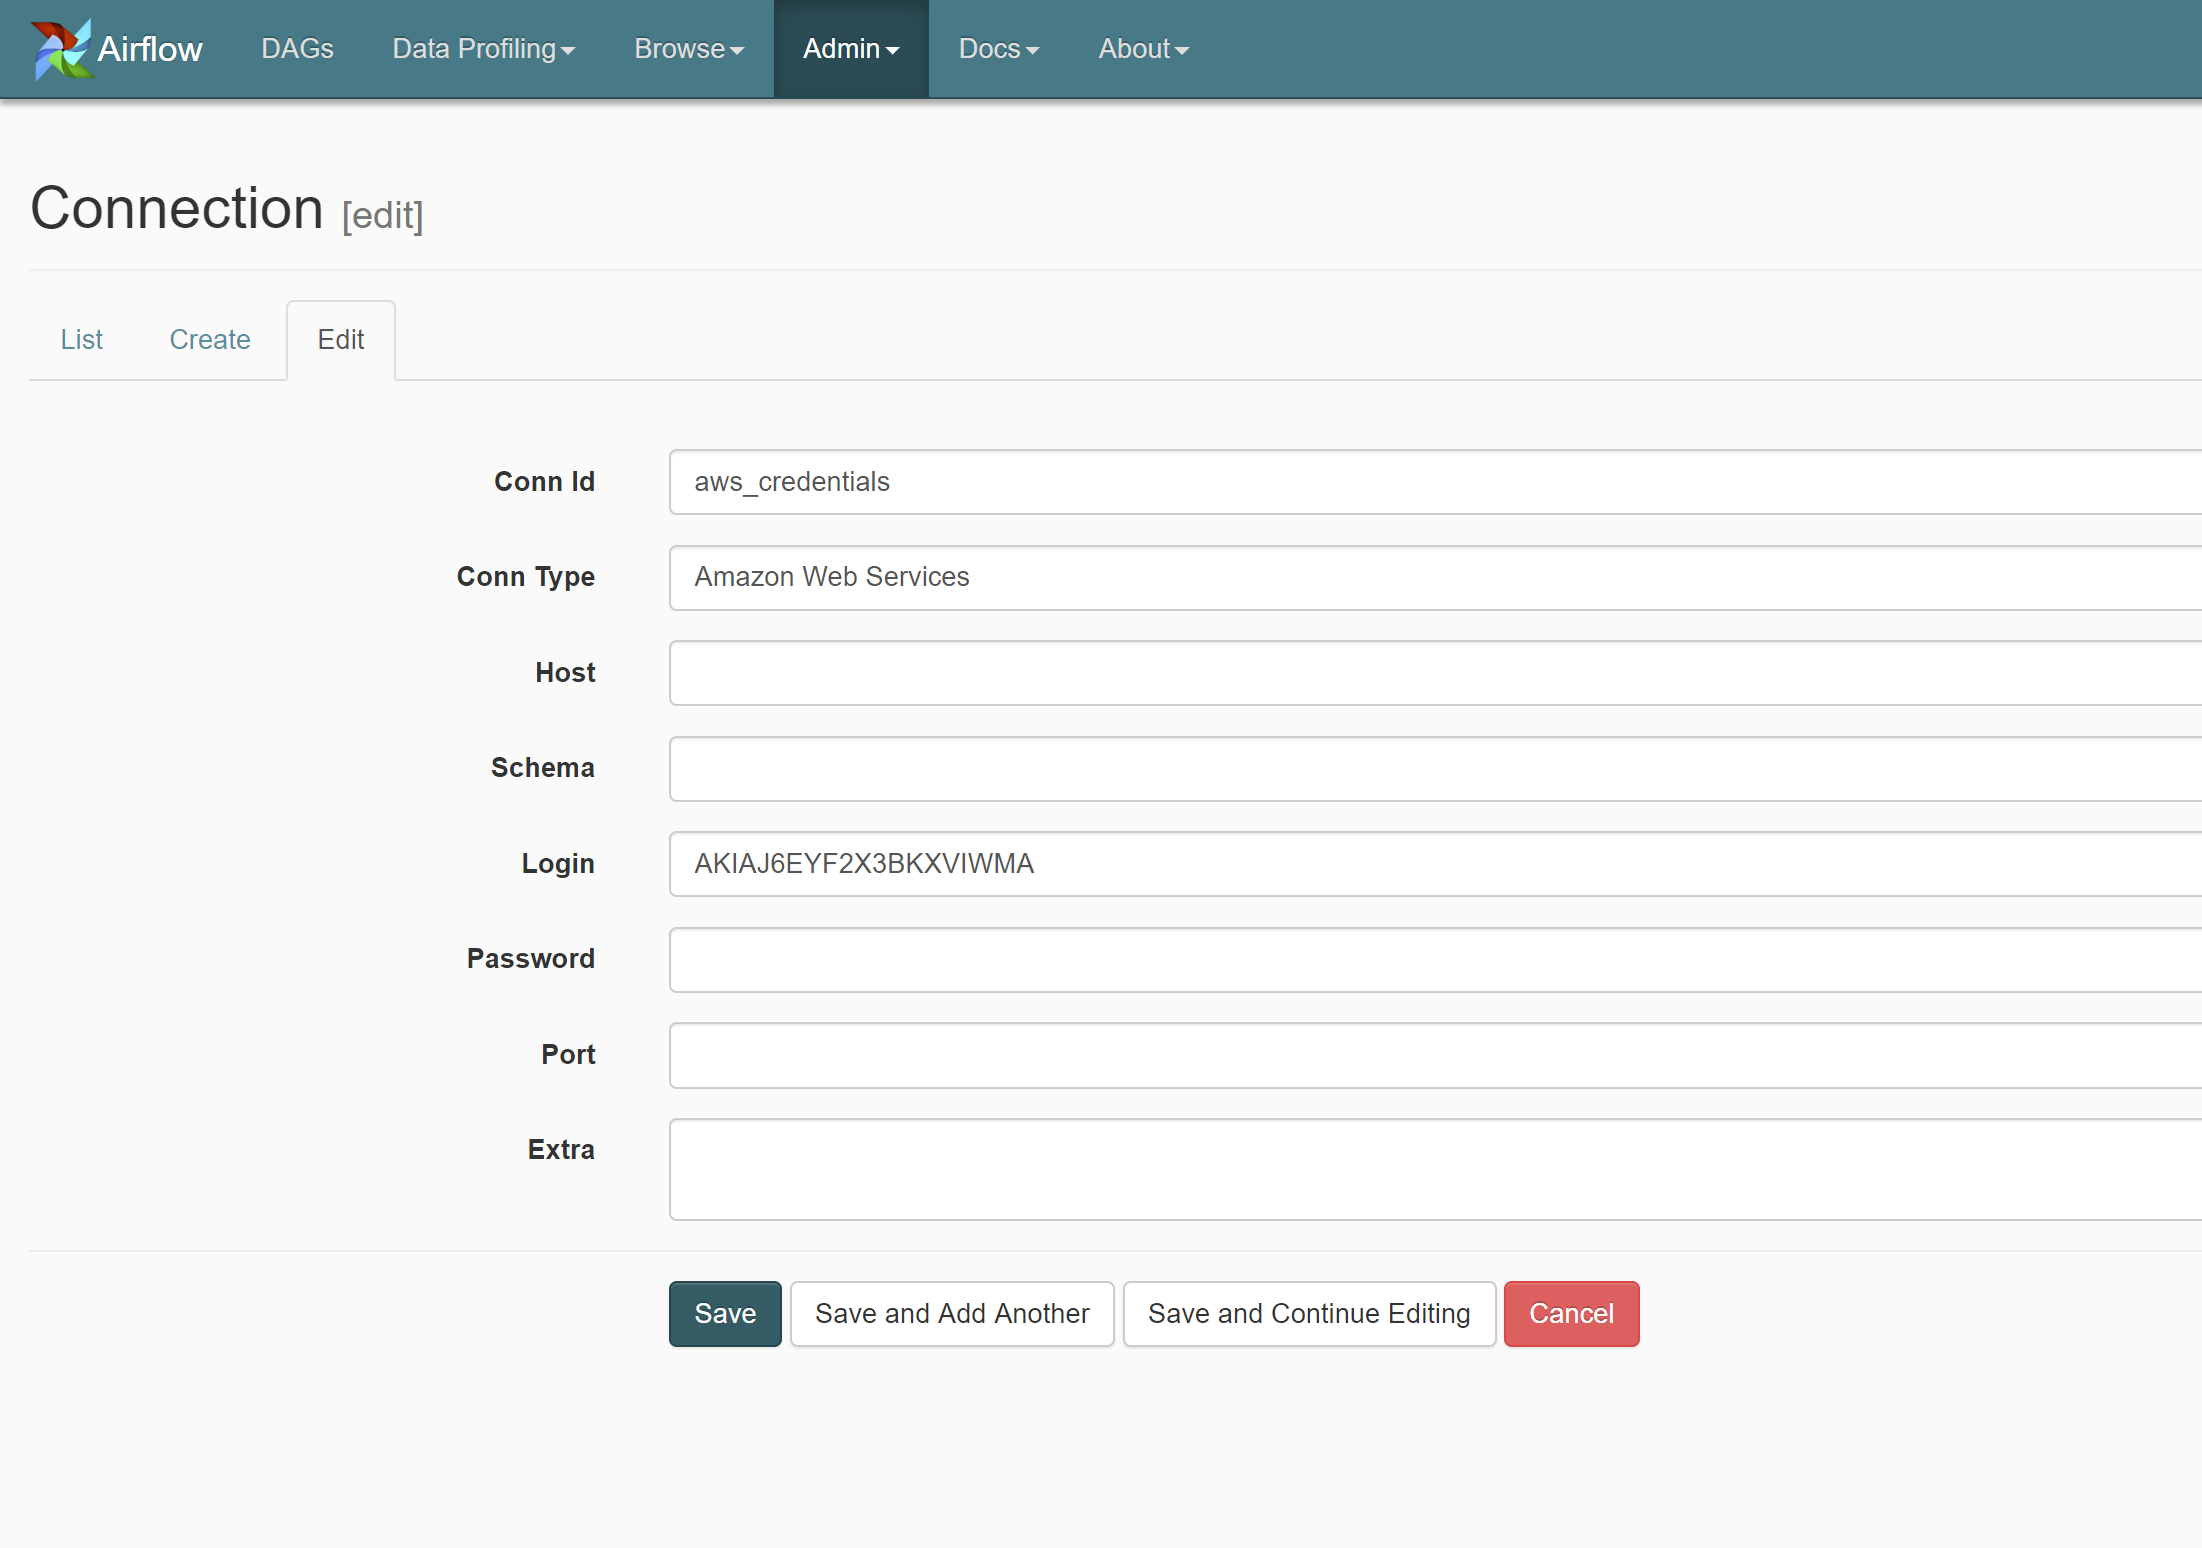 Airflow DAGs Data Profiling Browse Admin Docs About
Connection [edit]
List Create Edit
Conn Id aws_credentials
Conn Type Amazon Web Services
Host
Schema
Login AKIAJ6EYF2X3BKXVIWMA
Password
Port
Extra
Save Save and Add Another Save and Continue Editing Cancel